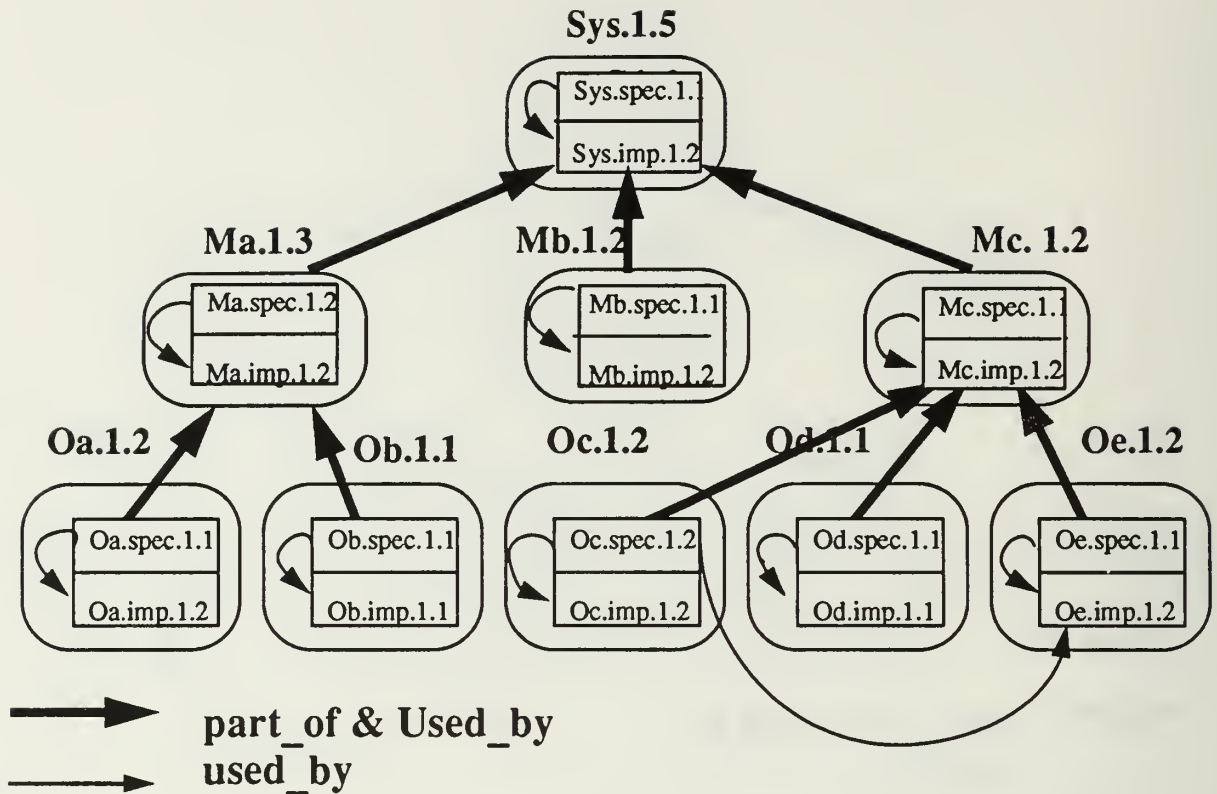 Sys.1.5
Sys.spec.1.1
Sys.imp.1.2
Ma.1.3
Mb.1.2
Mc. 1.2
Ma.spec.1.2
Ma.imp.1.2
Mb.spec.1.1
Mb.imp.1.2
Mc.spec.1.1
Mc.imp.1.2
Oa.1.2
Ob.1.1
Oc.1.2
Od.1.1
Oe.1.2
Oa.spec.1.1
Oa.imp.1.2
Ob.spec.1.1
Ob.imp.1.1
Oc.spec.1.2
Oc.imp.1.2
Od.spec.1.1
Od.imp.1.1
Oe.spec.1.1
Oe.imp.1.2
part_of & Used_by
used_by